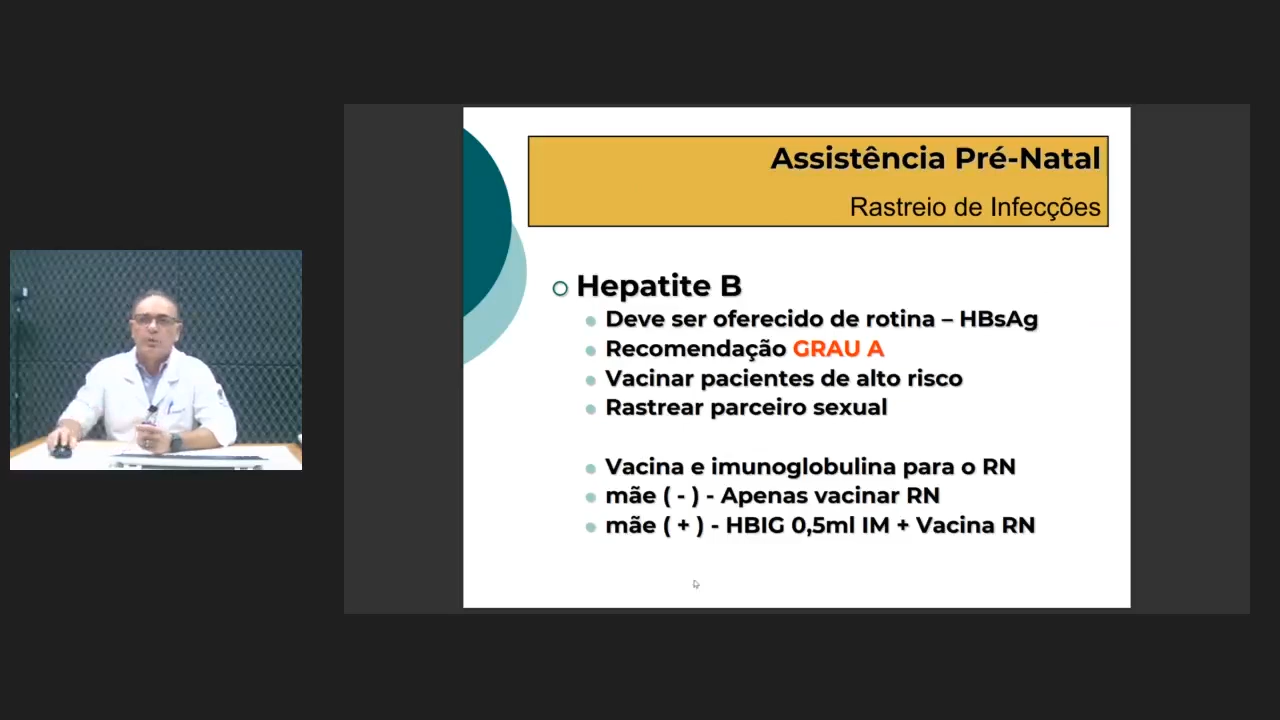 Assistência Pré-Natal
Rastreio de Infecções
Hepatite B
Deve ser oferecido de rotina – HBsAg
Recomendação GRAU A
Vacinar pacientes de alto risco
Rastrear parceiro sexual
Vacina e imunoglobulina para o RN
mãe ( - ) - Apenas vacinar RN
mãe ( + ) - HBIG 0,5ml IM + Vacina RN